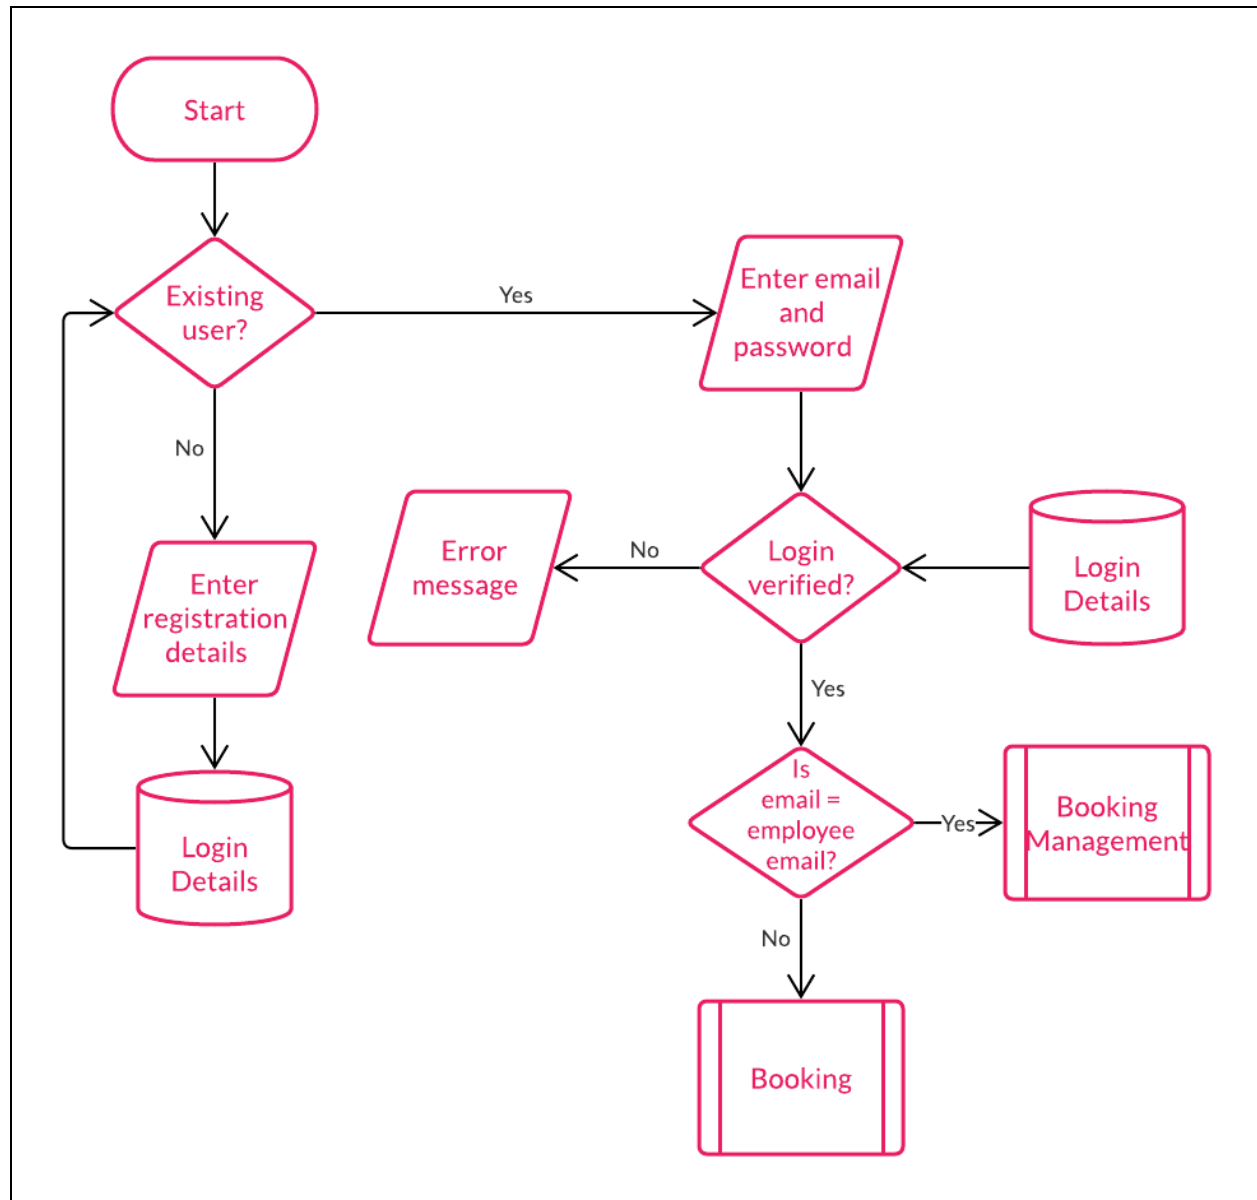 Start
Existing
user?
Yes
Enter email
and
password
No
Enter
registration
details
Login
Details
Error
message
No
Login
verified?
Login
Details
Yes
Is
email =
employee
email?
Yes
Booking
Management
No
Booking